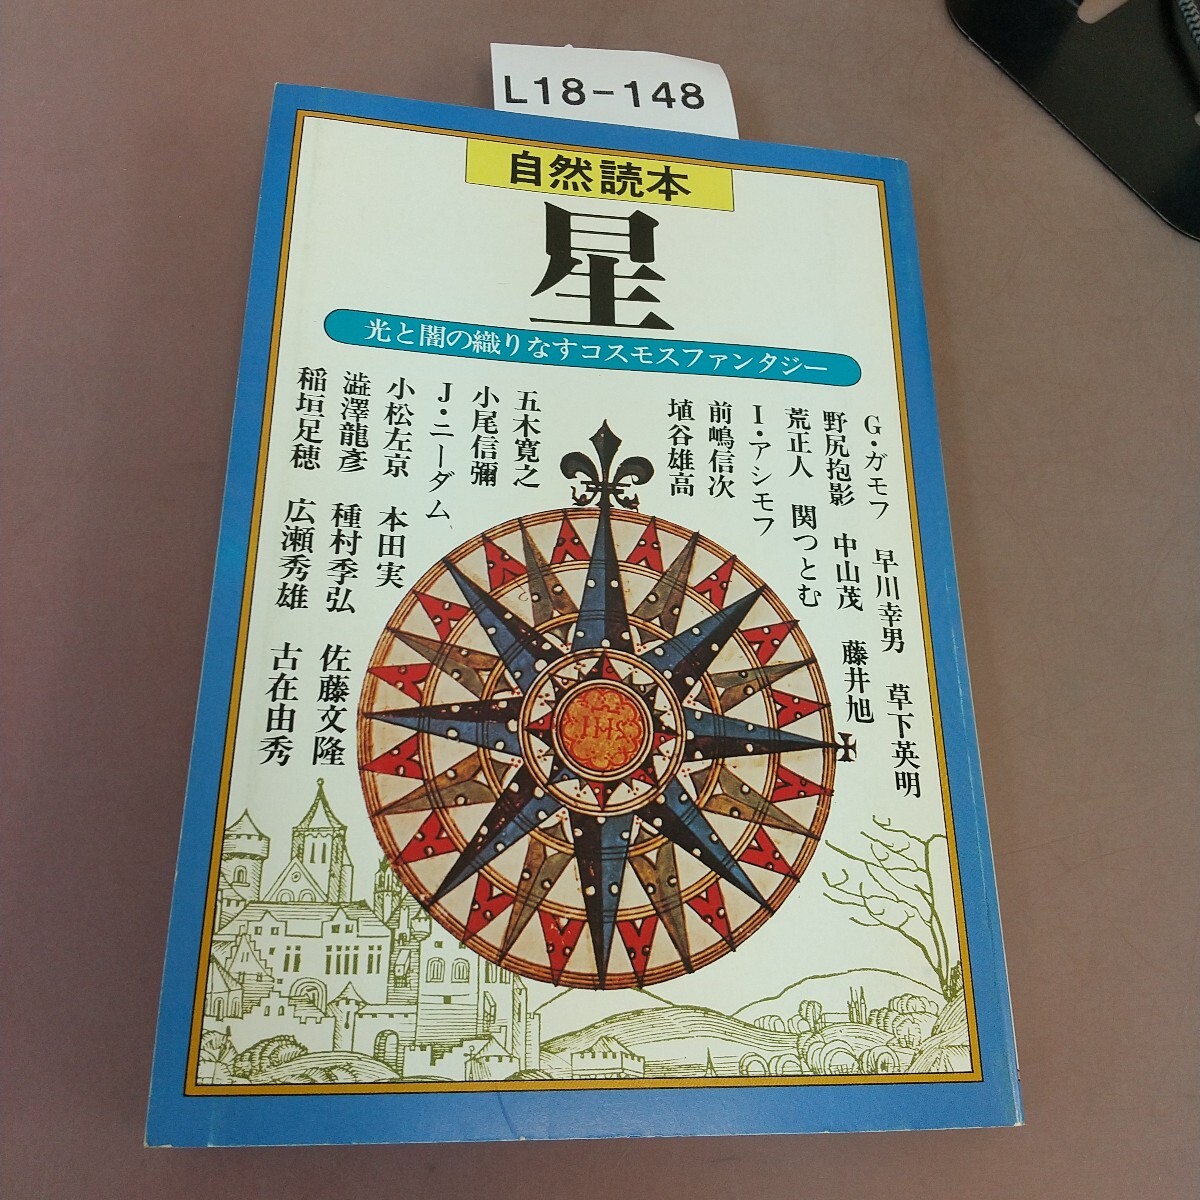 L18-148
自然読本
星
光と闇の織りなすコスモスファンタジー
G・ガモフ 早川幸男 草下英明
野尻抱影 中山茂 藤井旭
荒正人 関つとむ
I・アシモフ
前嶋信次
埴谷雄高
五木寛之
小尾信彌
J・ニーダム
小松左京 本田実
澁澤龍彥 種村季弘 佐藤文隆
稲垣足穂 広瀬秀雄 古在由秀
IHS